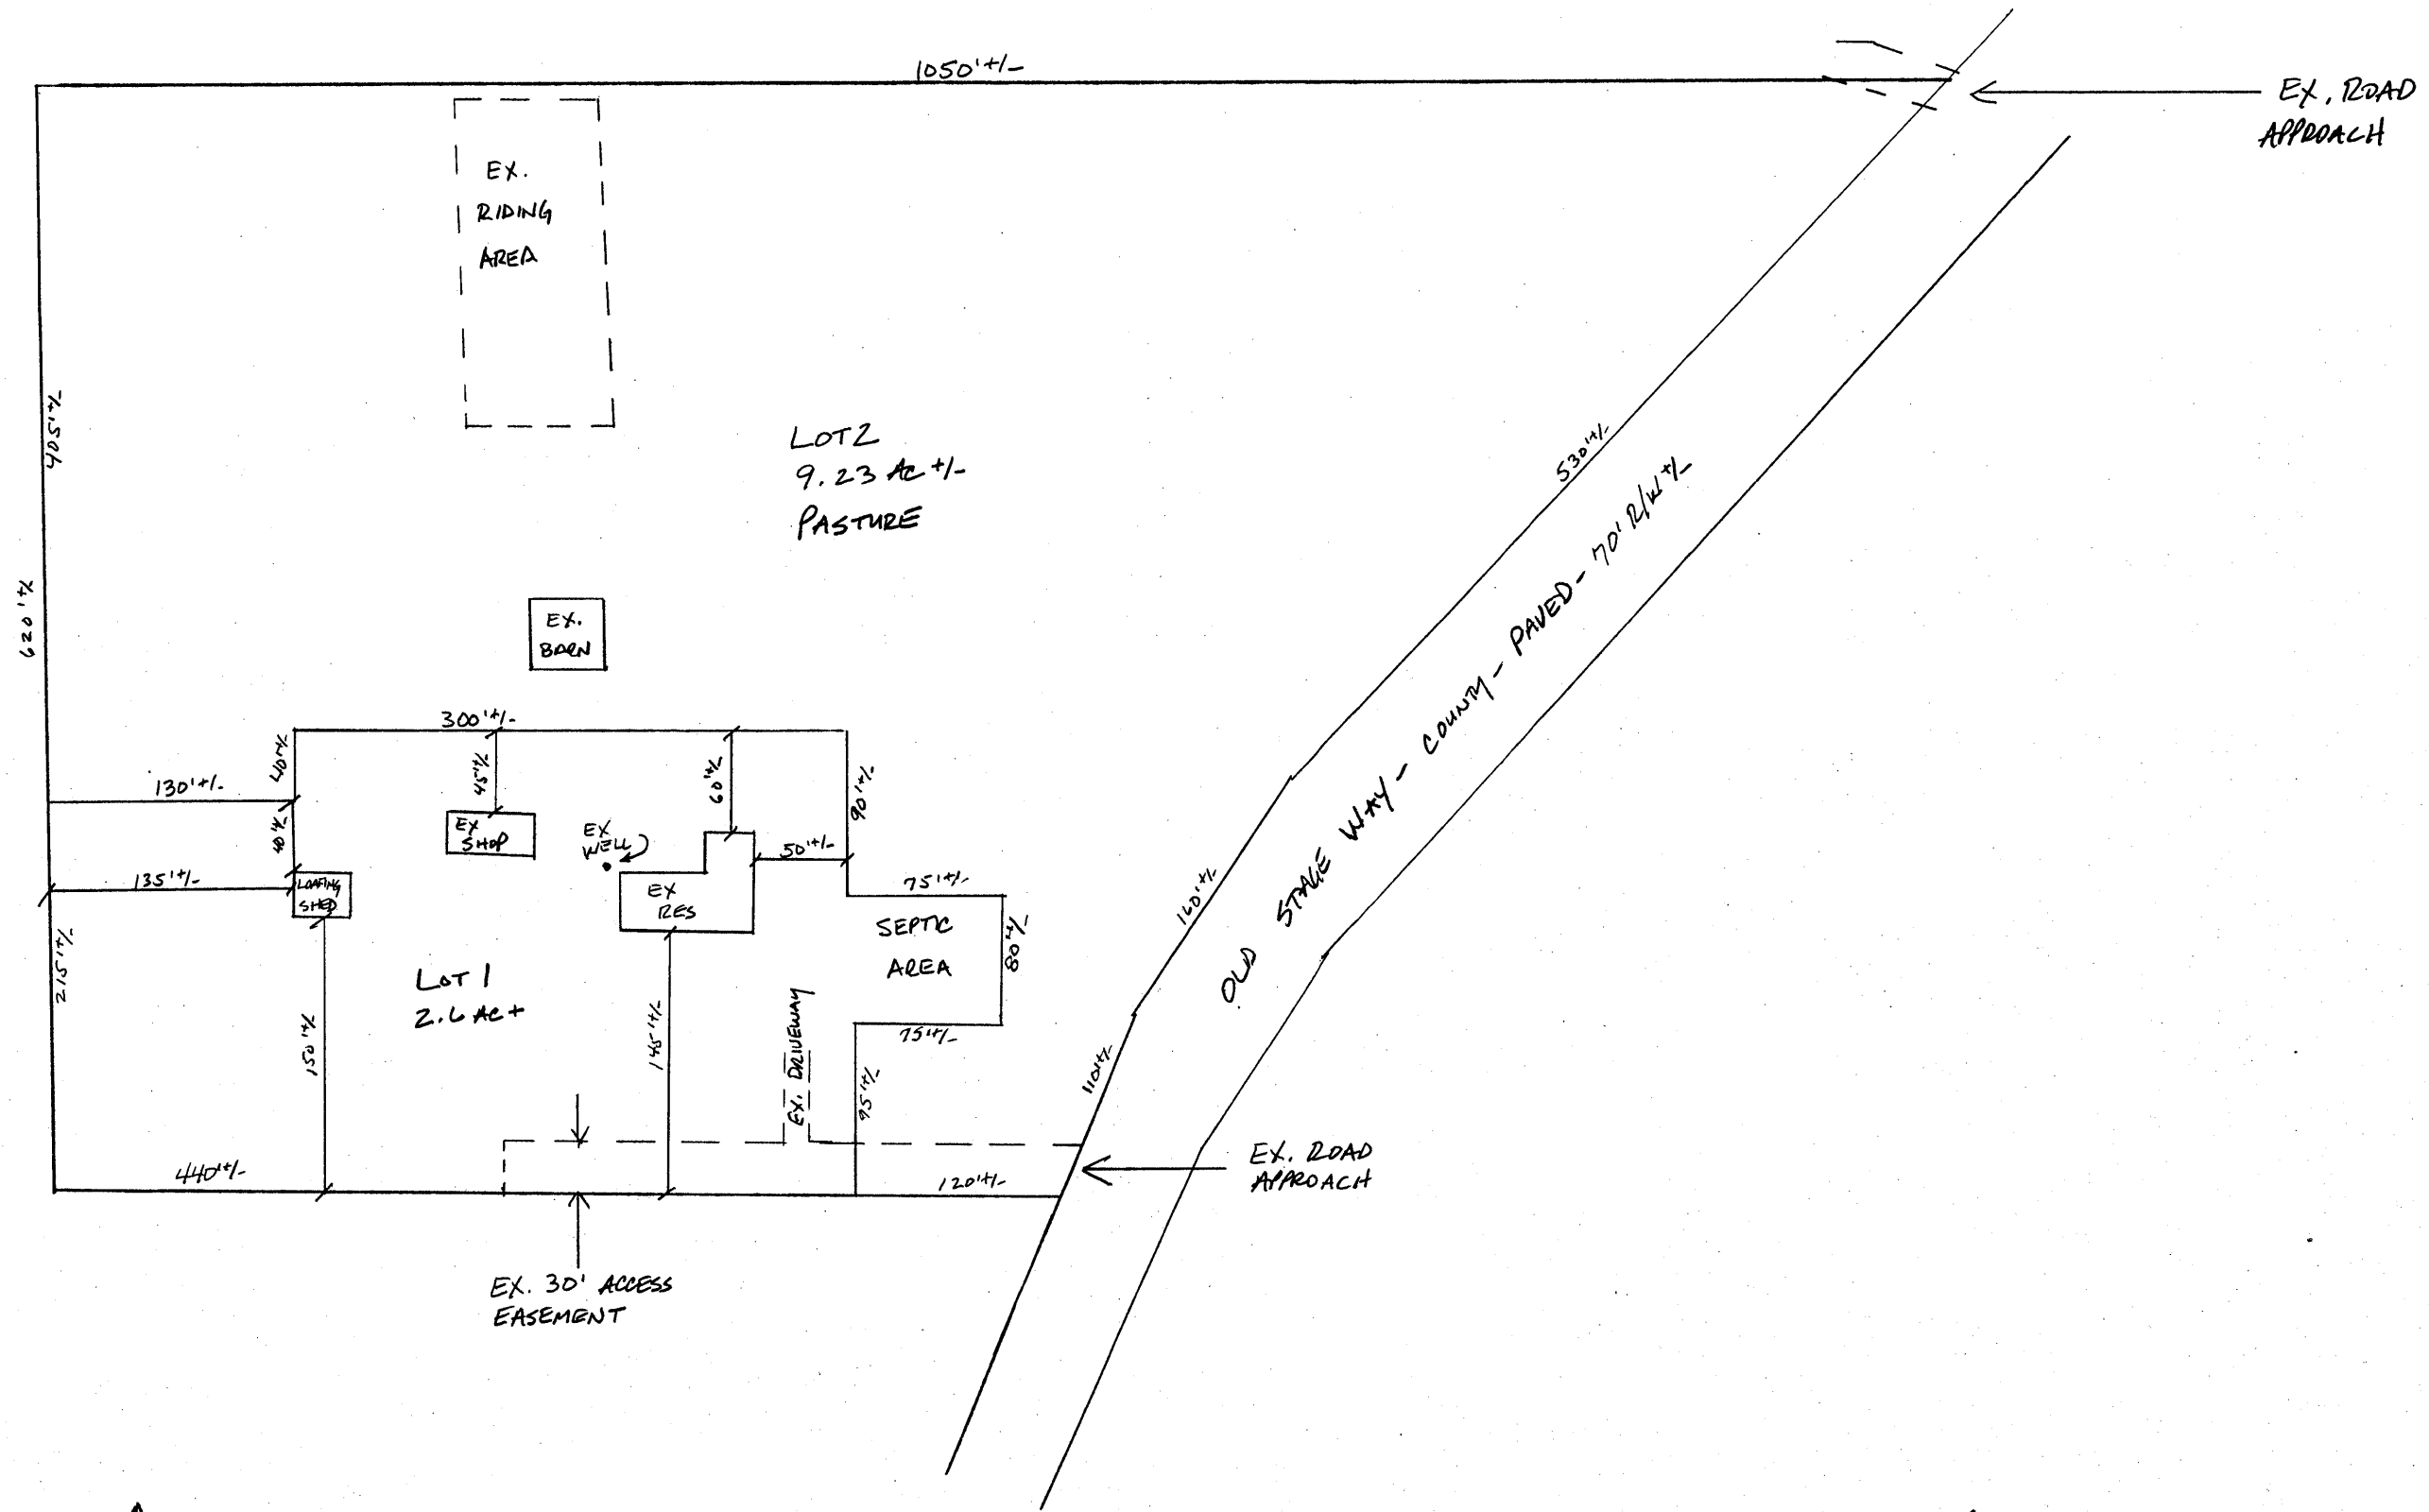 1050'+/-
EX. ROAD
APPROACH
EX.
RIDING
AREA
405'+/-
LOT 2
9.23 AC +/-
PASTURE
530'+/-
620'+/-
EX.
BARN
OLD STAGE WAY - COUNTY - PAVED - 70' R/W +/-
300'+/-
40'+/-
45'+/-
60'+/-
90'+/-
130'+/-
40'+/-
EX
SHOP
EX
WELL
50'+/-
135'+/-
LOAFING
SHED
EX
RES
75'+/-
160'+/-
SEPTIC
AREA
80'+/-
215'+/-
LOT 1
2.6 AC +
150'+/-
145'+/-
EX. DRIVEWAY
75'+/-
95'+/-
110'+/-
EX. ROAD
APPROACH
440'+/-
120'+/-
EX. 30' ACCESS
EASEMENT